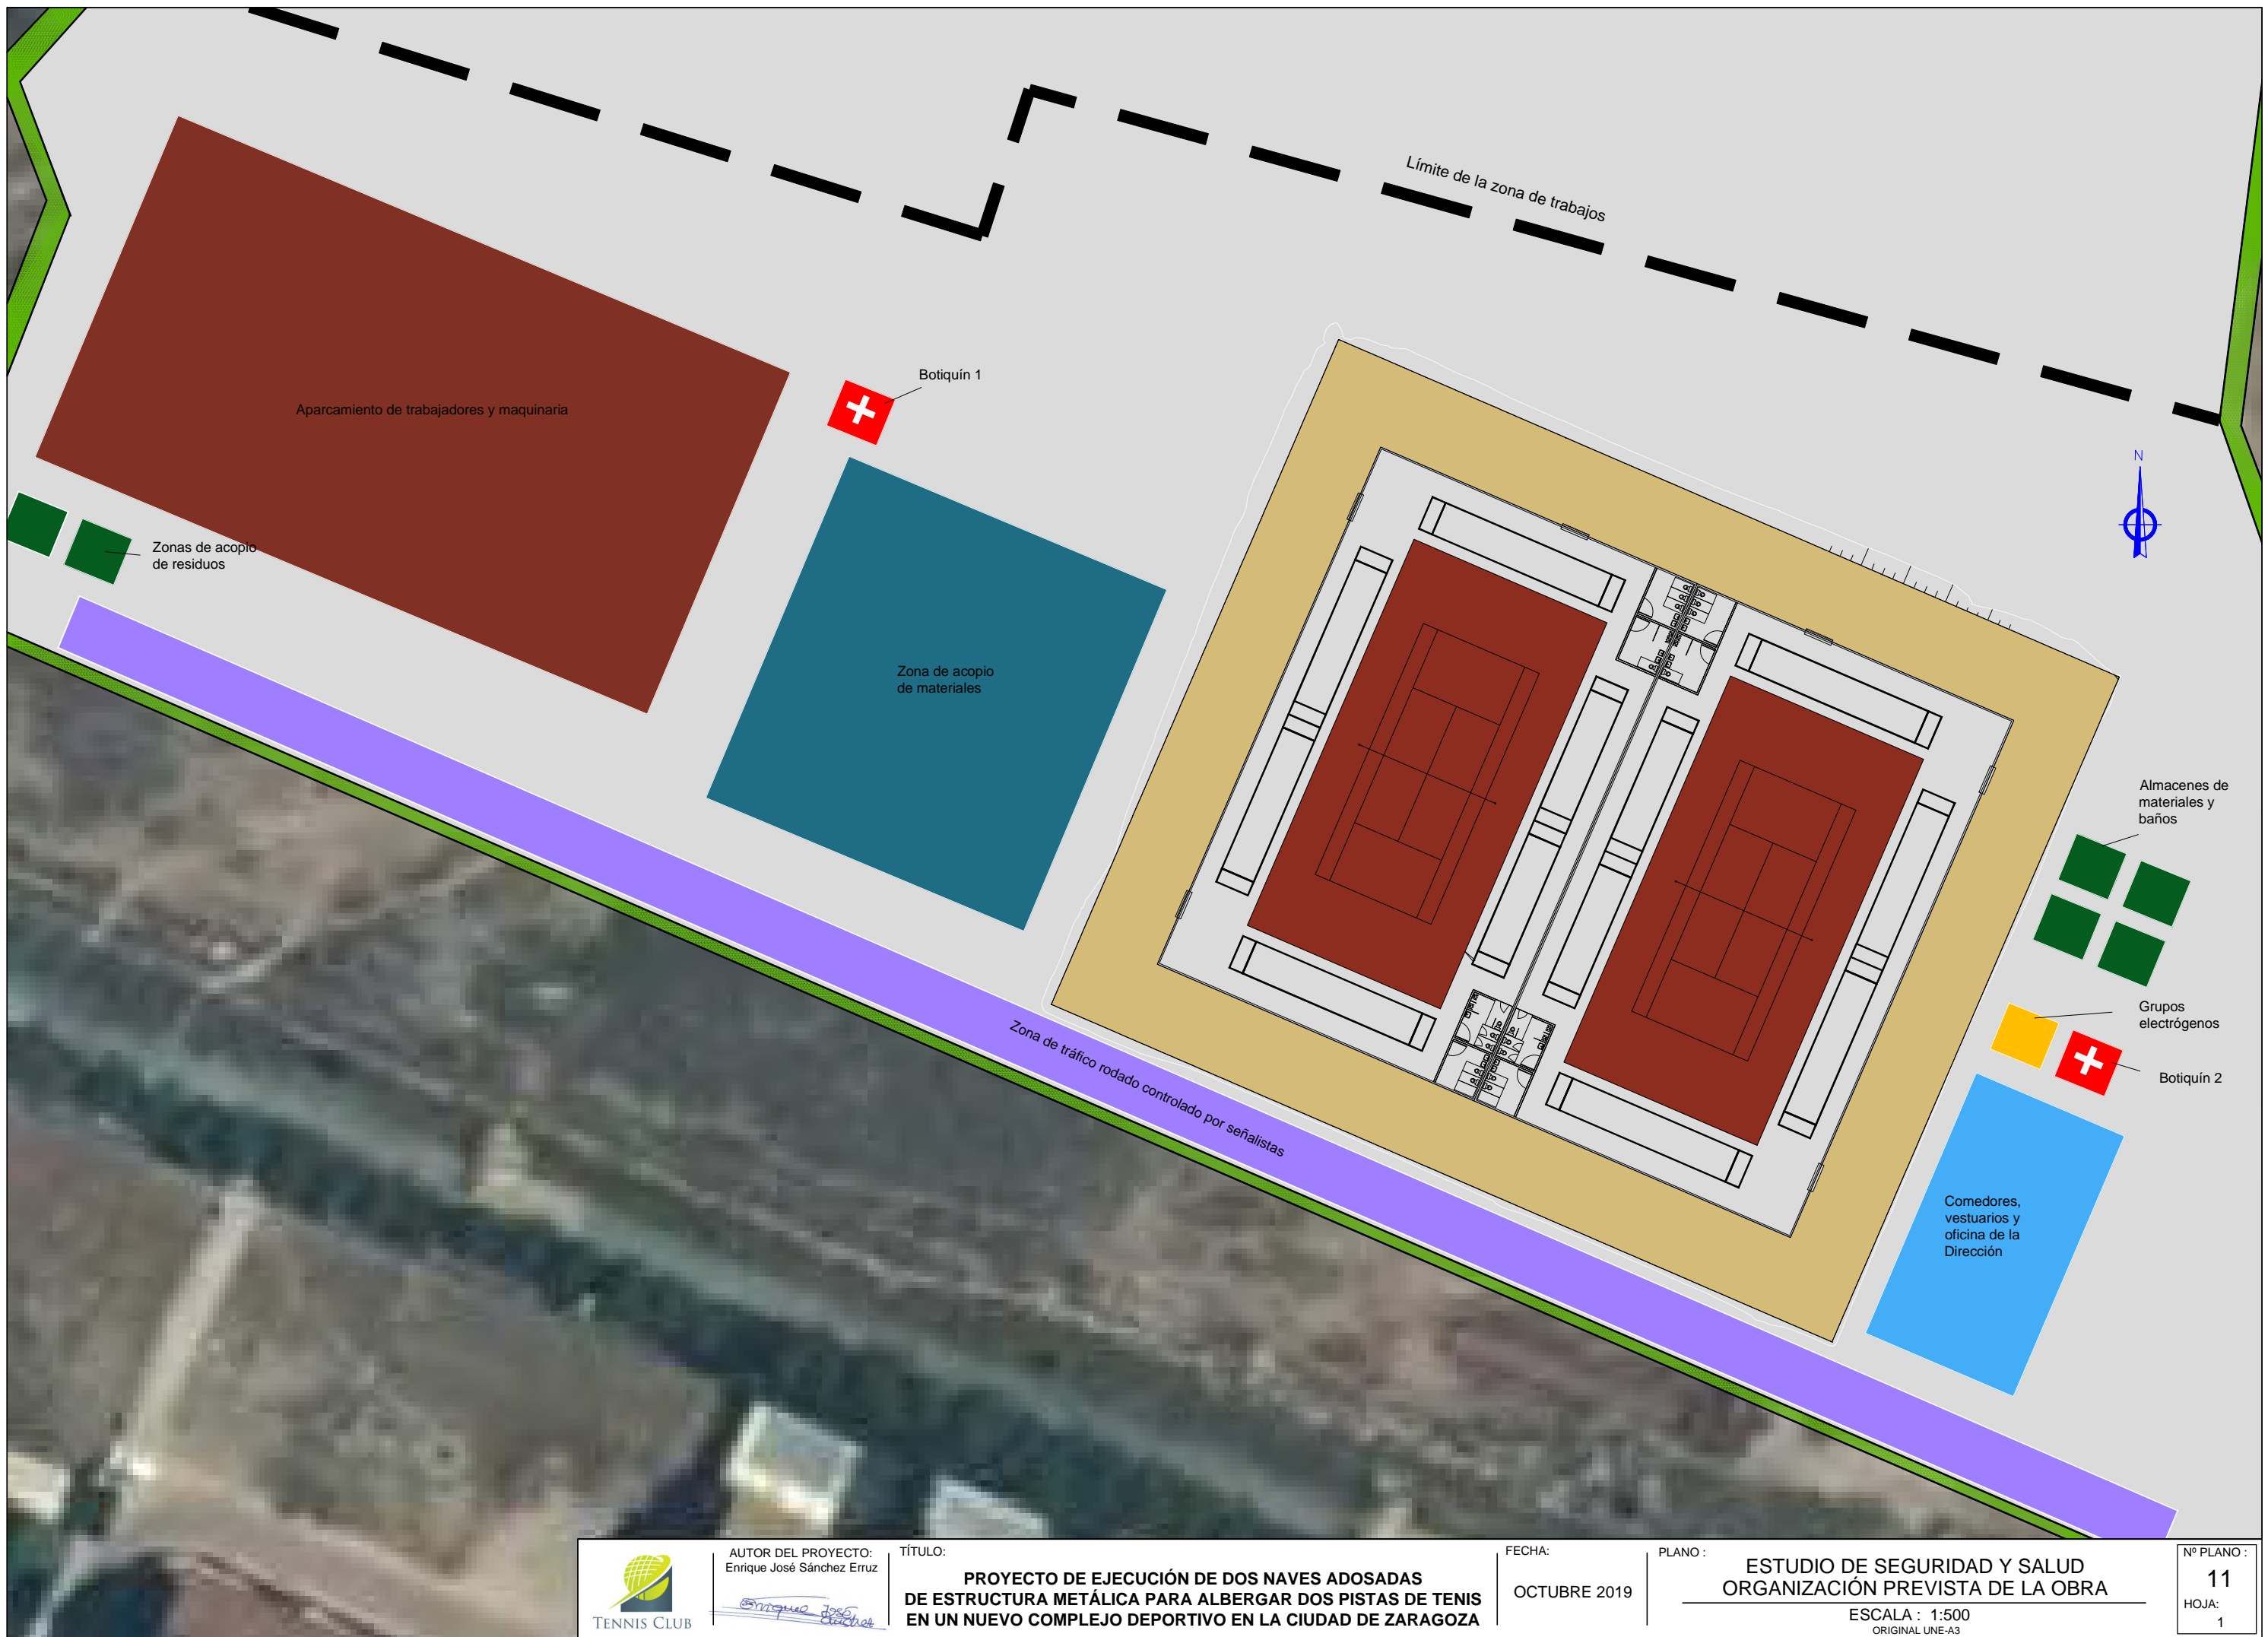 Límite de la zona de trabajos
Botiquín 1
Aparcamiento de trabajadores y maquinaria
N
Zonas de acopio
de residuos
Zona de acopio
de materiales
Almacenes de
materiales y
baños
Grupos
electrógenos
Botiquín 2
Zona de tráfico rodado controlado por señalistas
Comedores,
vestuarios y
oficina de la
Dirección
TENNIS CLUB
AUTOR DEL PROYECTO:
Enrique José Sánchez Erruz
Enrique José
Sánchez
TÍTULO:
PROYECTO DE EJECUCIÓN DE DOS NAVES ADOSADAS
DE ESTRUCTURA METÁLICA PARA ALBERGAR DOS PISTAS DE TENIS
EN UN NUEVO COMPLEJO DEPORTIVO EN LA CIUDAD DE ZARAGOZA
FECHA:
OCTUBRE 2019
PLANO :
ESTUDIO DE SEGURIDAD Y SALUD
ORGANIZACIÓN PREVISTA DE LA OBRA
ESCALA : 1:500
ORIGINAL UNE-A3
Nº PLANO :
11
HOJA:
1